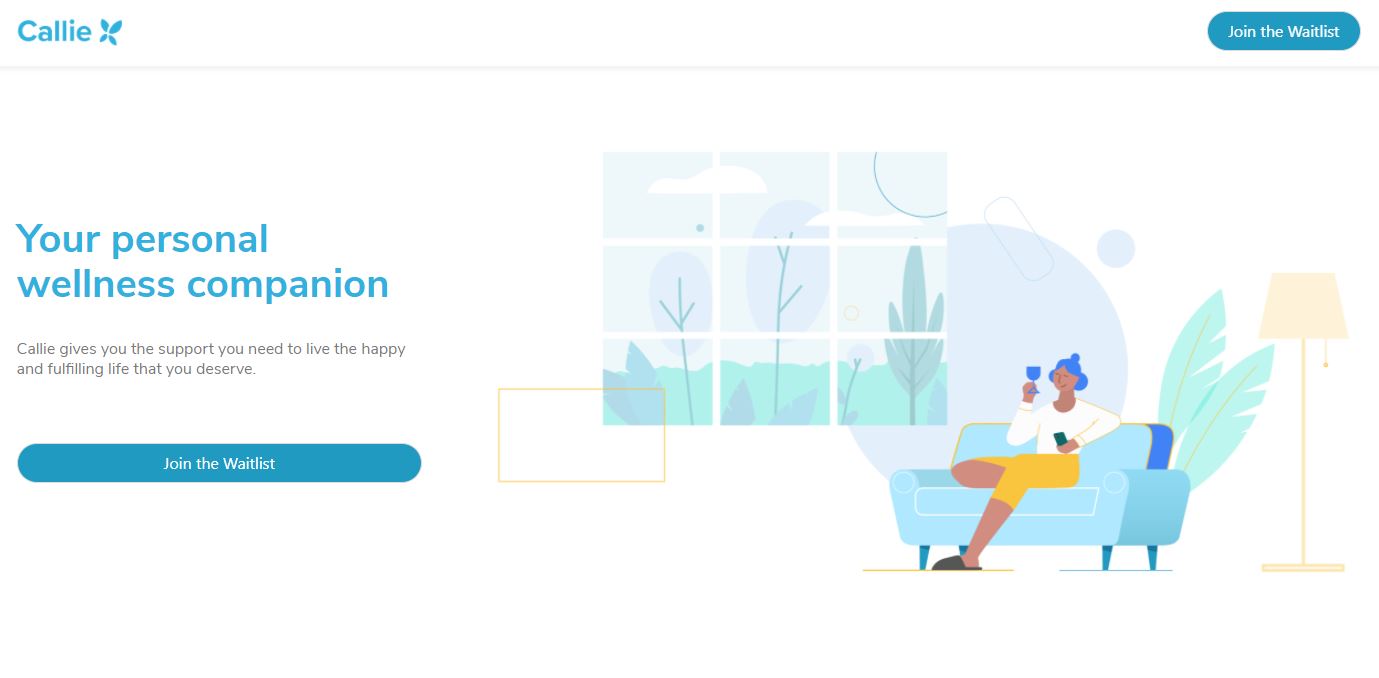 Callie
Join the Waitlist
Your personal
wellness companion
Callie gives you the support you need to live the happy
and fulfilling life that you deserve.
Join the Waitlist